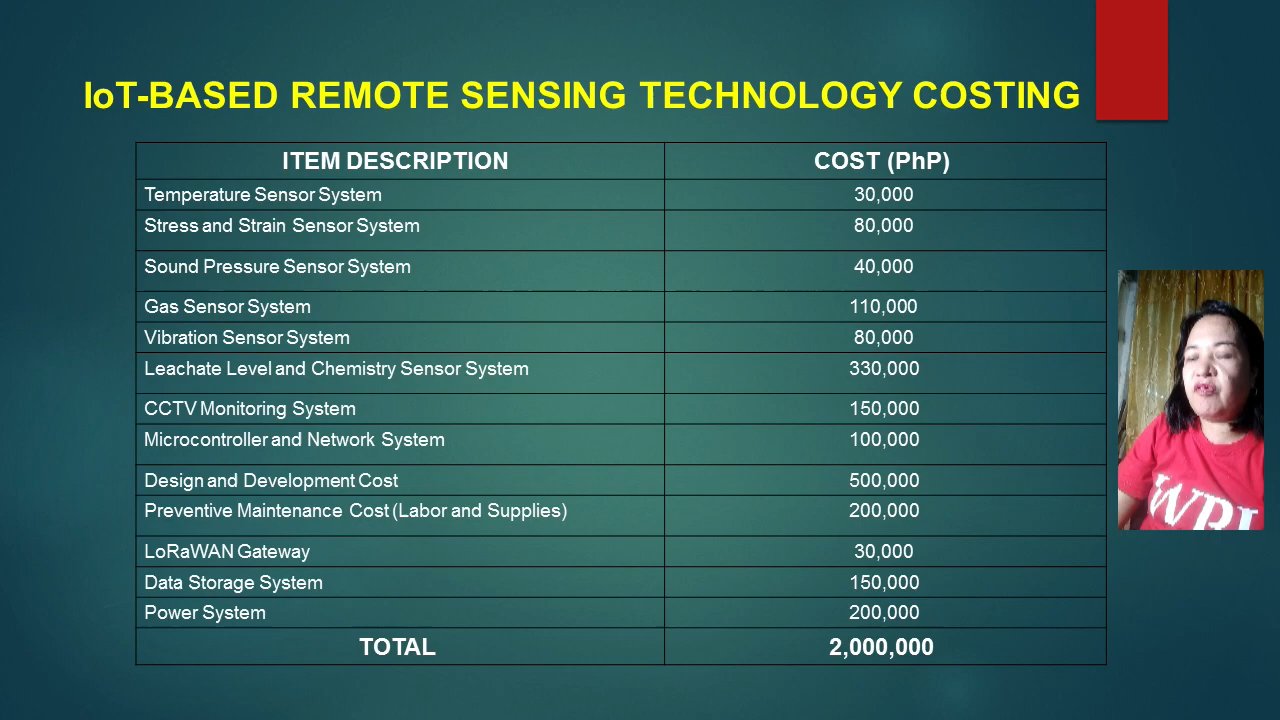 IoT-BASED REMOTE SENSING TECHNOLOGY COSTING
ITEM DESCRIPTION COST (PhP)
Temperature Sensor System 30,000
Stress and Strain Sensor System 80,000
Sound Pressure Sensor System 40,000
Gas Sensor System 110,000
Vibration Sensor System 80,000
Leachate Level and Chemistry Sensor System 330,000
CCTV Monitoring System 150,000
Microcontroller and Network System 100,000
Design and Development Cost 500,000
Preventive Maintenance Cost (Labor and Supplies) 200,000
LoRaWAN Gateway 30,000
Data Storage System 150,000
Power System 200,000
TOTAL 2,000,000